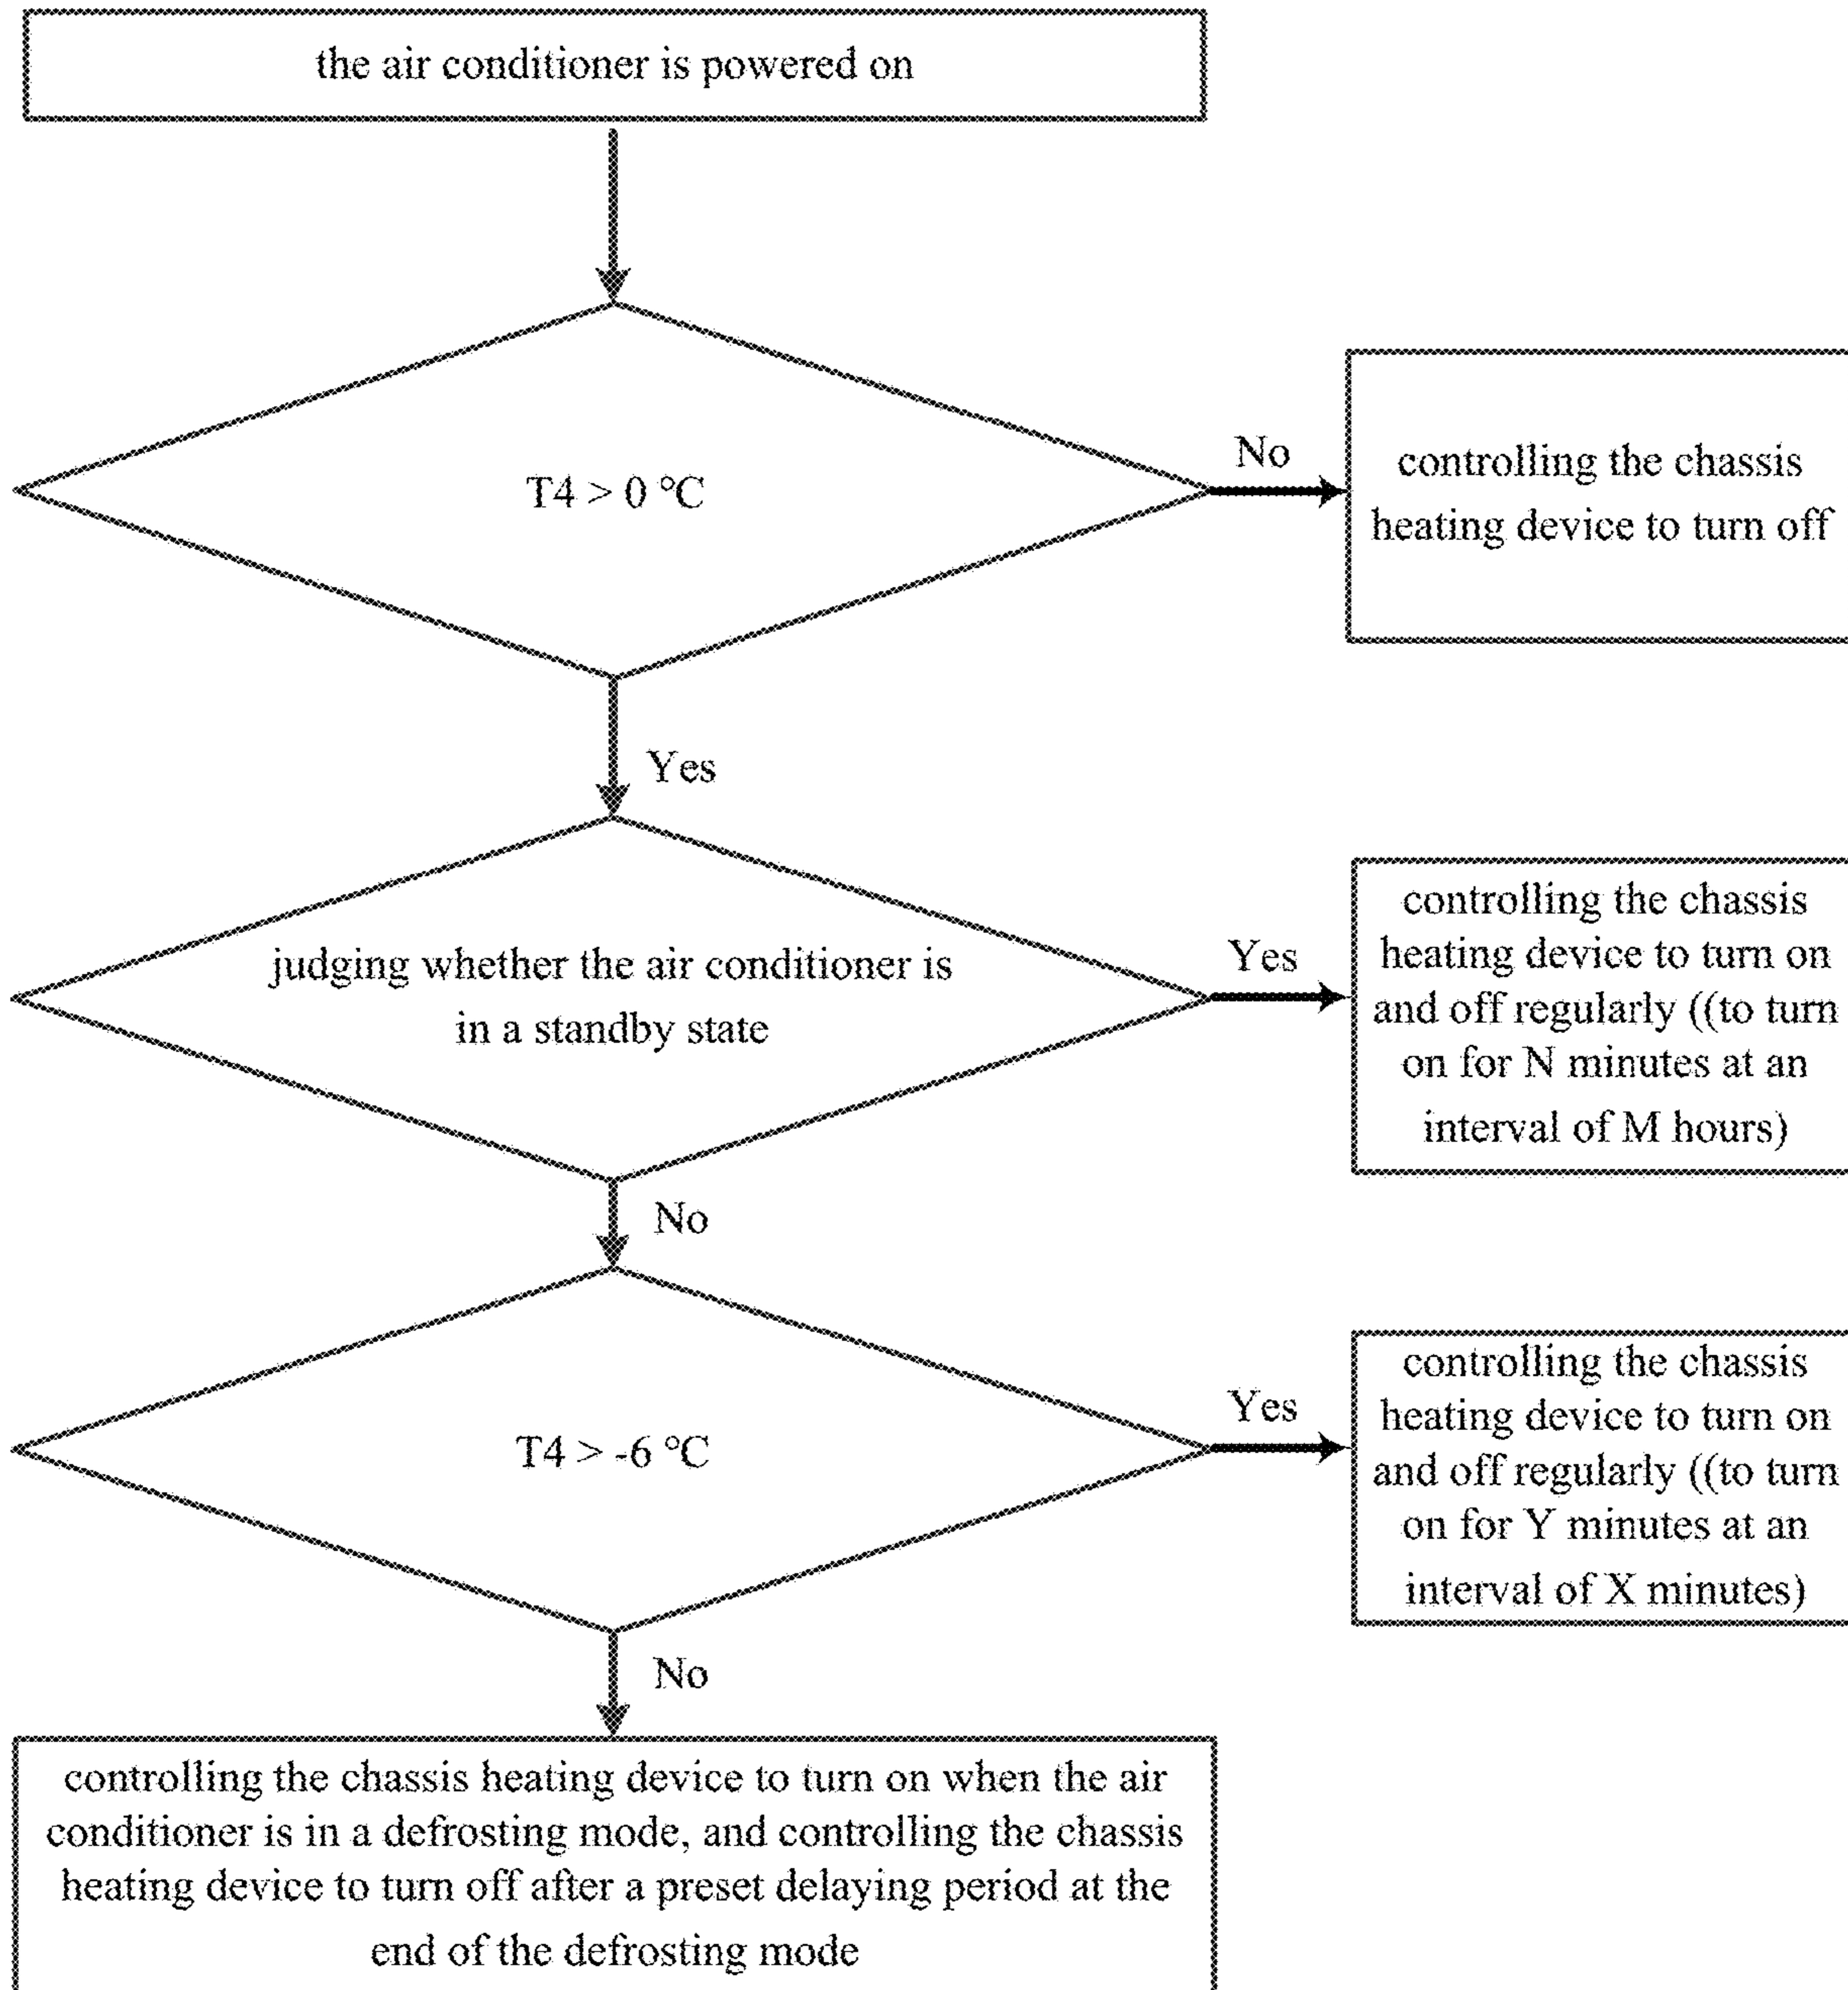 the air conditioner is powered on
T4 > 0 °C
No
controlling the chassis
heating device to turn off
Yes
judging whether the air conditioner is
in a standby state
Yes
controlling the chassis
heating device to turn on
and off regularly ((to turn
on for N minutes at an
interval of M hours)
No
T4 > -6 °C
Yes
controlling the chassis
heating device to turn on
and off regularly ((to turn
on for Y minutes at an
interval of X minutes)
No
controlling the chassis heating device to turn on when the air
conditioner is in a defrosting mode, and controlling the chassis
heating device to turn off after a preset delaying period at the
end of the defrosting mode